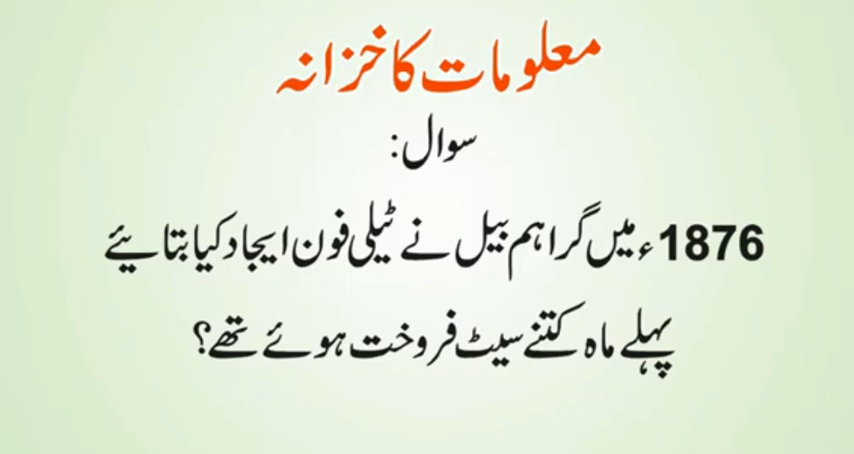 معلومات کا خزانہ
سوال:
1876ء میں گراہم بیل نے ٹیلی فون ایجاد کیا بتائیے
پہلے ماہ کتنے سیٹ فروخت ہوئے تھے؟